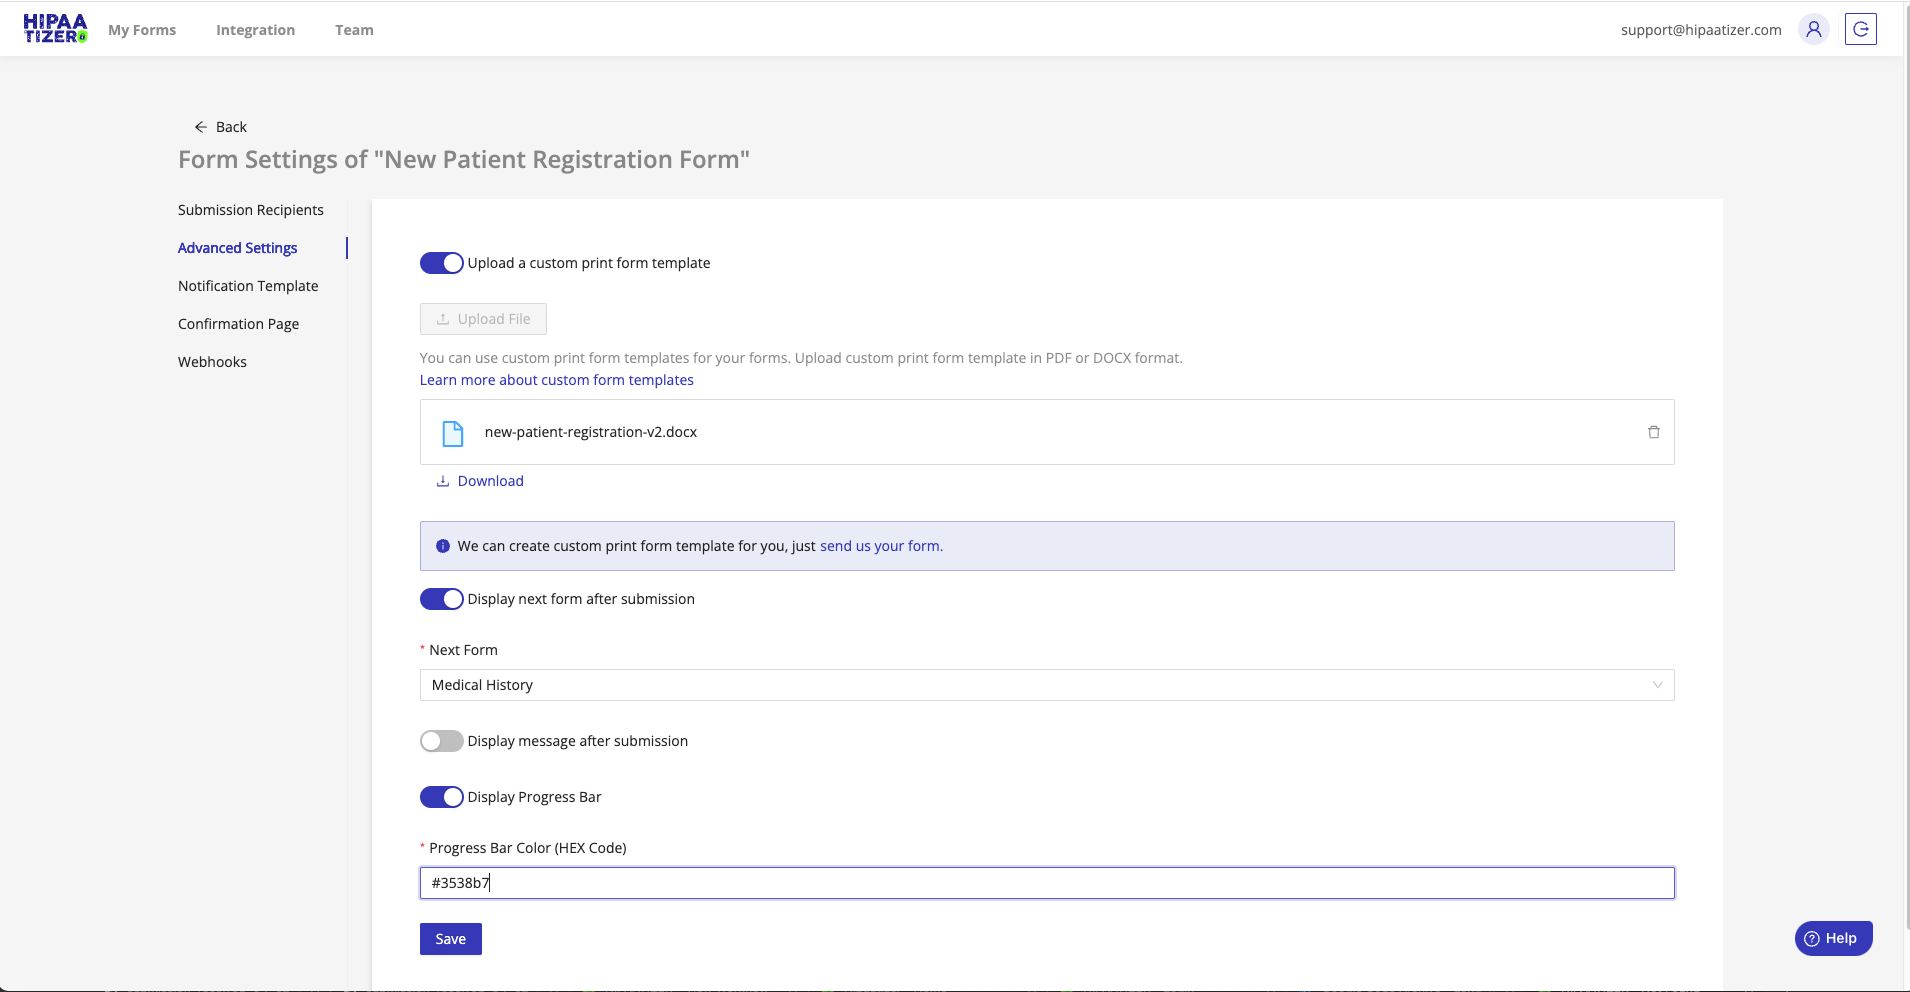 HIPAA
TIZER
My Forms
Integration
Team
support@hipaatizer.com
Back
Form Settings of "New Patient Registration Form"
Submission Recipients
Advanced Settings
Notification Template
Confirmation Page
Webhooks
Upload a custom print form template
Upload File
You can use custom print form templates for your forms. Upload custom print form template in PDF or DOCX format.
Learn more about custom form templates
new-patient-registration-v2.docx
Download
We can create custom print form template for you, just send us your form.
Display next form after submission
* Next Form
Medical History
Display message after submission
Display Progress Bar
* Progress Bar Color (HEX Code)
#3538b7
Save
Help